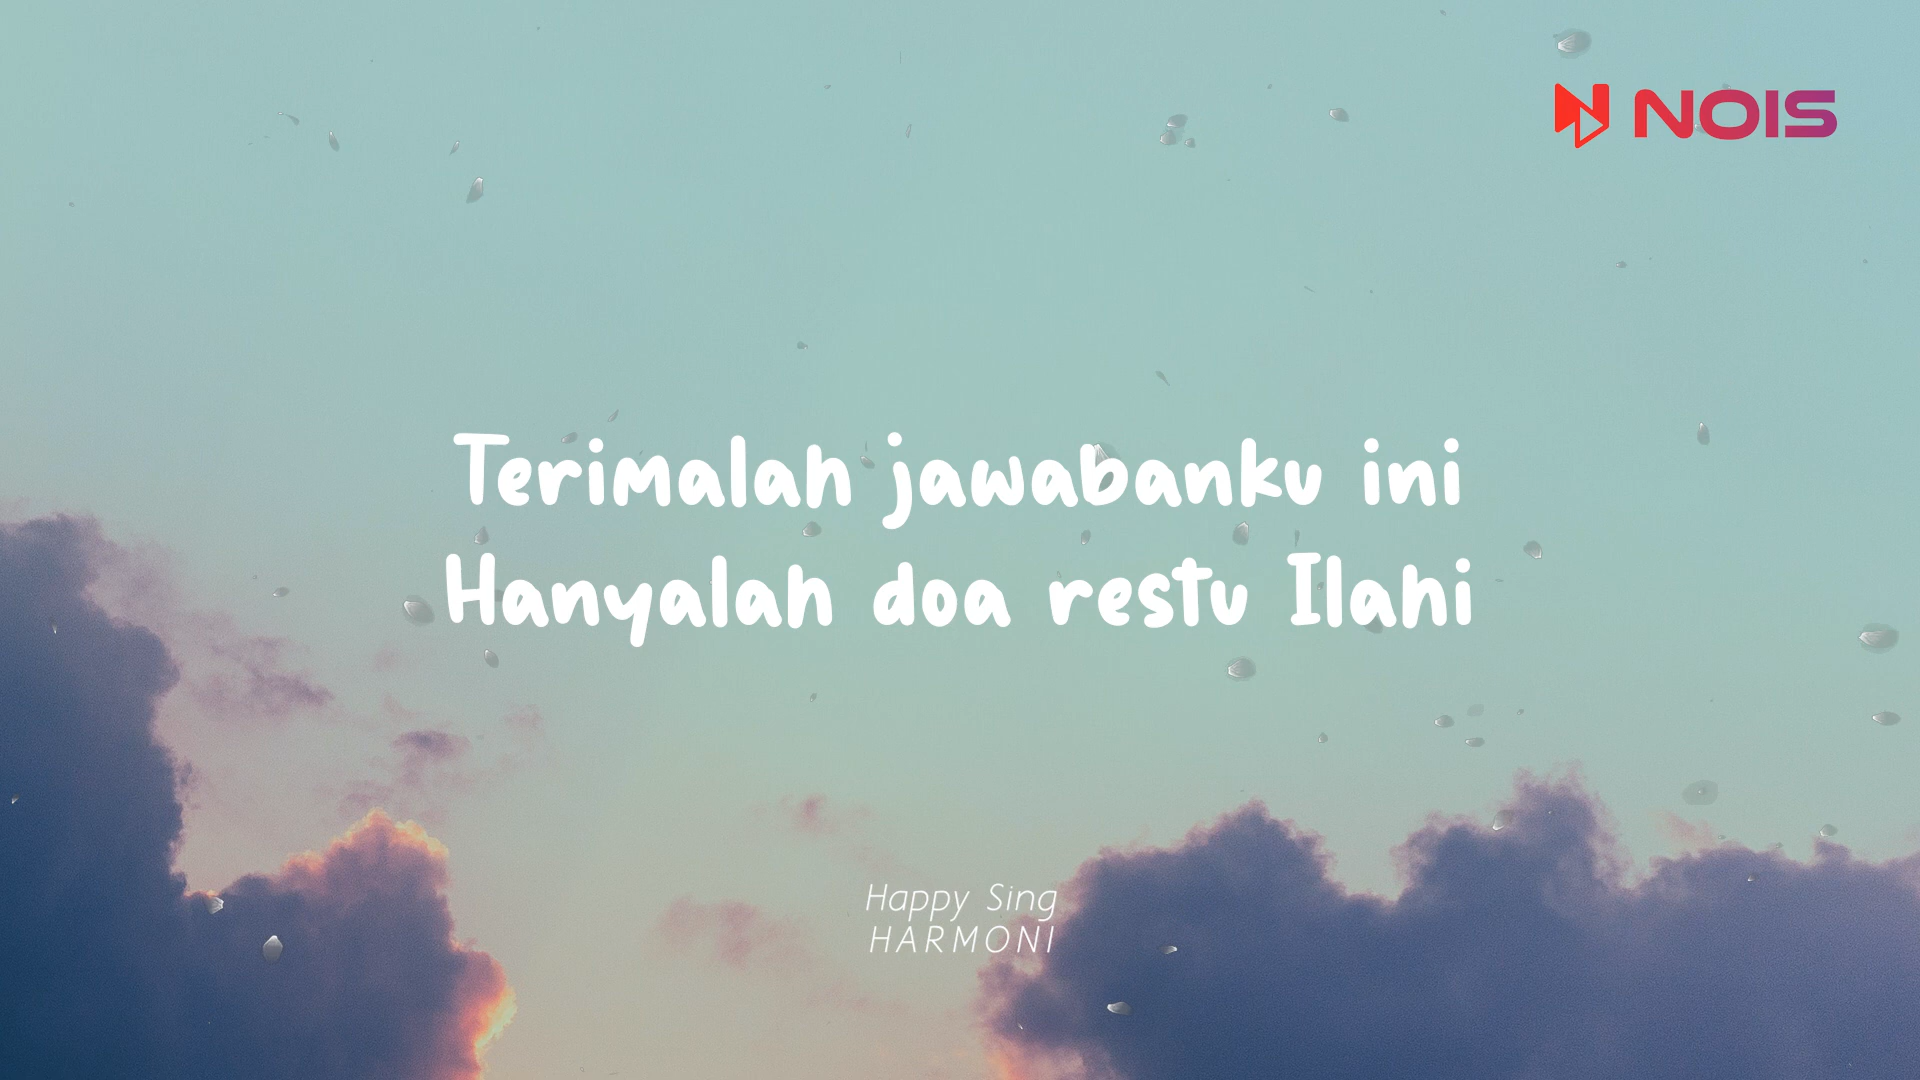 NOIS
Terimalah jawabanku ini
Hanyalah doa restu Ilahi
Happy Sing
HARMONI